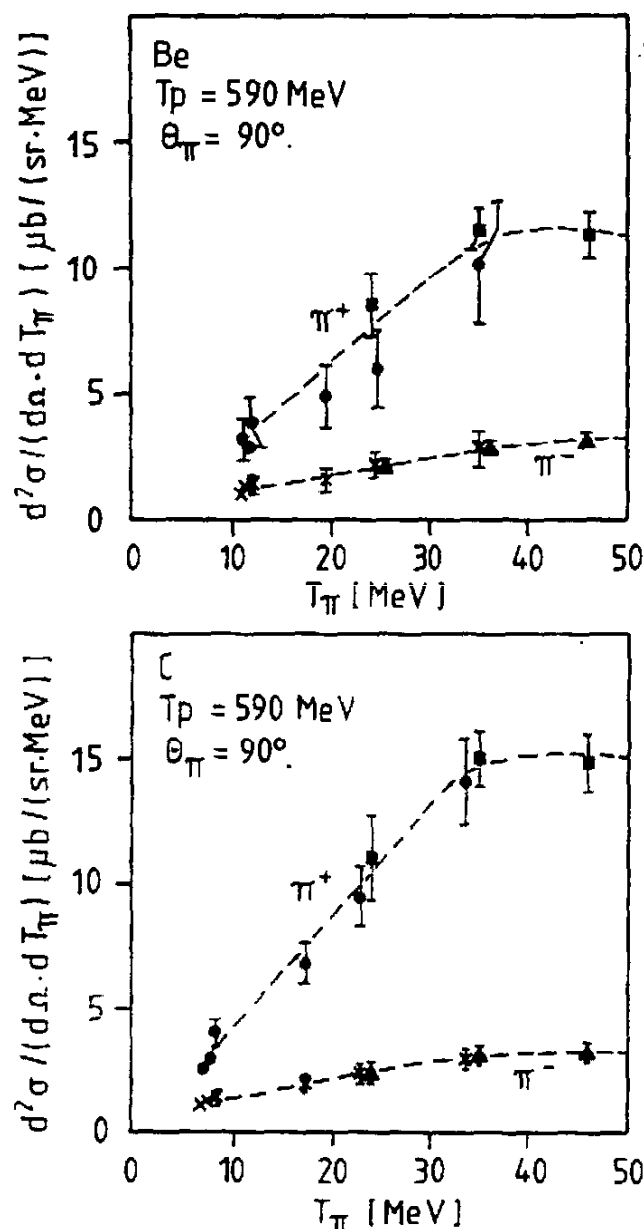 Be
Tp = 590 MeV
θπ = 90°.
d²σ/(dΩ·dTπ) [μb/(sr·MeV)]
15
10
5
0
π⁺
π⁻
0 10 20 30 40 50
Tπ [MeV]
C
Tp = 590 MeV
θπ = 90°.
d²σ/(dΩ·dTπ) [μb/(sr·MeV)]
15
10
5
0
π⁺
π⁻
0 10 20 30 40 50
Tπ [MeV]